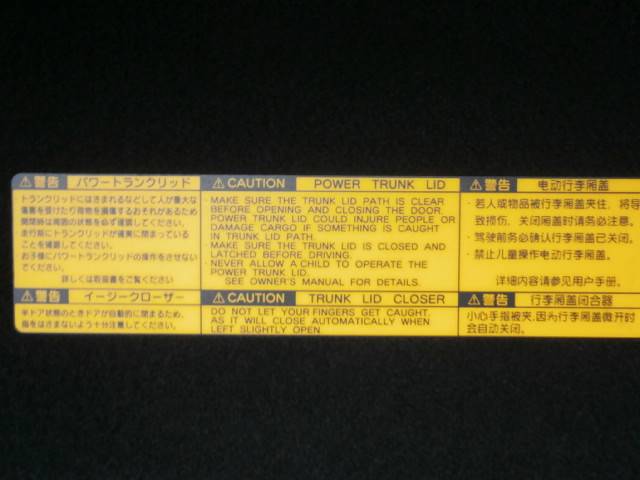 ⚠警告 パワートランクリッド
・トランクリッドにはさまれるなどして人が重大な
傷害を受けたり荷物を損傷するおそれがあるため
開閉時は周囲の状態を必ず確認してください。
・走行前にトランクリッドが確実に閉まっている
ことを確認してください。
・お子様にパワートランクリッドの操作をさせない
でください。
詳しくは取扱書をご覧ください
⚠警告 イージークローザー
半ドア状態のときドアが自動的に閉まるため、
指をはさまないよう十分注意してください。
⚠CAUTION POWER TRUNK LID
・MAKE SURE THE TRUNK LID PATH IS CLEAR
BEFORE OPENING AND CLOSING THE DOOR.
POWER TRUNK LID COULD INJURE PEOPLE OR
DAMAGE CARGO IF SOMETHING IS CAUGHT
IN TRUNK LID PATH.
・MAKE SURE THE TRUNK LID IS CLOSED AND
LATCHED BEFORE DRIVING.
・NEVER ALLOW A CHILD TO OPERATE THE
POWER TRUNK LID.
SEE OWNER'S MANUAL FOR DETAILS.
⚠CAUTION TRUNK LID CLOSER
DO NOT LET YOUR FINGERS GET CAUGHT.
AS IT WILL CLOSE AUTOMATICALLY WHEN
LEFT SLIGHTLY OPEN.
⚠警告 电动行李厢盖
・若人或物品被行李厢盖夹住，将导
致损伤，关闭厢盖时请务必注意。
・驾驶前务必确认行李厢盖已关闭。
・禁止儿童操作电动行李厢盖。
详细内容请参见用户手册。
⚠警告 行李厢盖闭合器
小心手指被夹,因为行李厢盖微开时
会自动关闭。